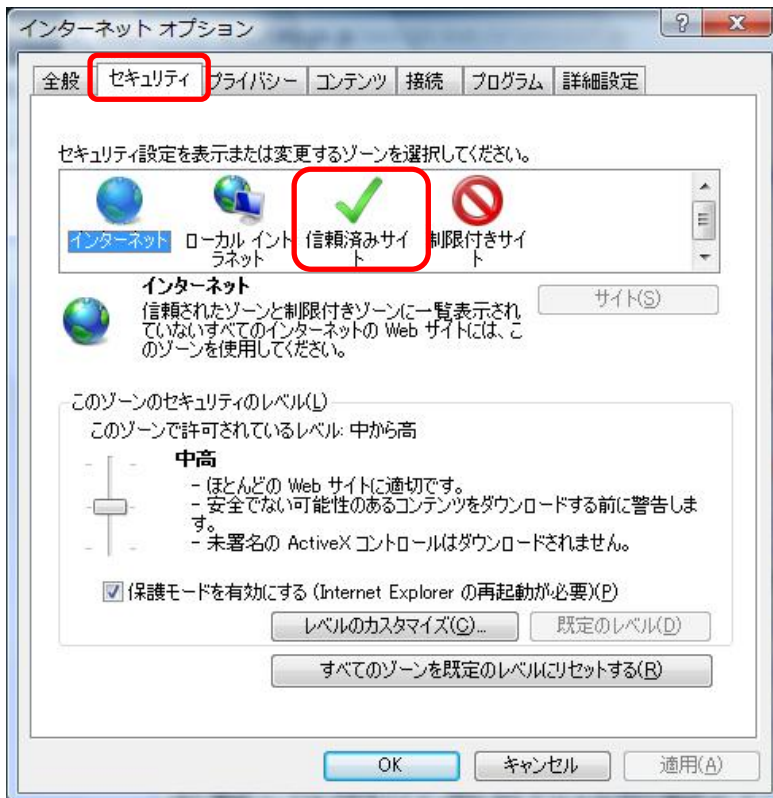 インターネット オプション
全般 セキュリティ プライバシー コンテンツ 接続 プログラム 詳細設定
セキュリティ設定を表示または変更するゾーンを選択してください。
インターネット ローカル イント 信頼済みサイ 制限付きサイ
ラネット ト ト
インターネット
信頼されたゾーンと制限付きゾーンに一覧表示され
ていないすべてのインターネットの Web サイトには、こ
のゾーンを使用してください。
サイト(S)
このゾーンのセキュリティのレベル(L)
このゾーンで許可されているレベル: 中から高
中高
- ほとんどの Web サイトに適切です。
- 安全でない可能性のあるコンテンツをダウンロードする前に警告しま
す。
- 未署名の ActiveX コントロールはダウンロードされません。
保護モードを有効にする (Internet Explorer の再起動が必要)(P)
レベルのカスタマイズ(C)... 既定のレベル(D)
すべてのゾーンを既定のレベルにリセットする(R)
OK キャンセル 適用(A)